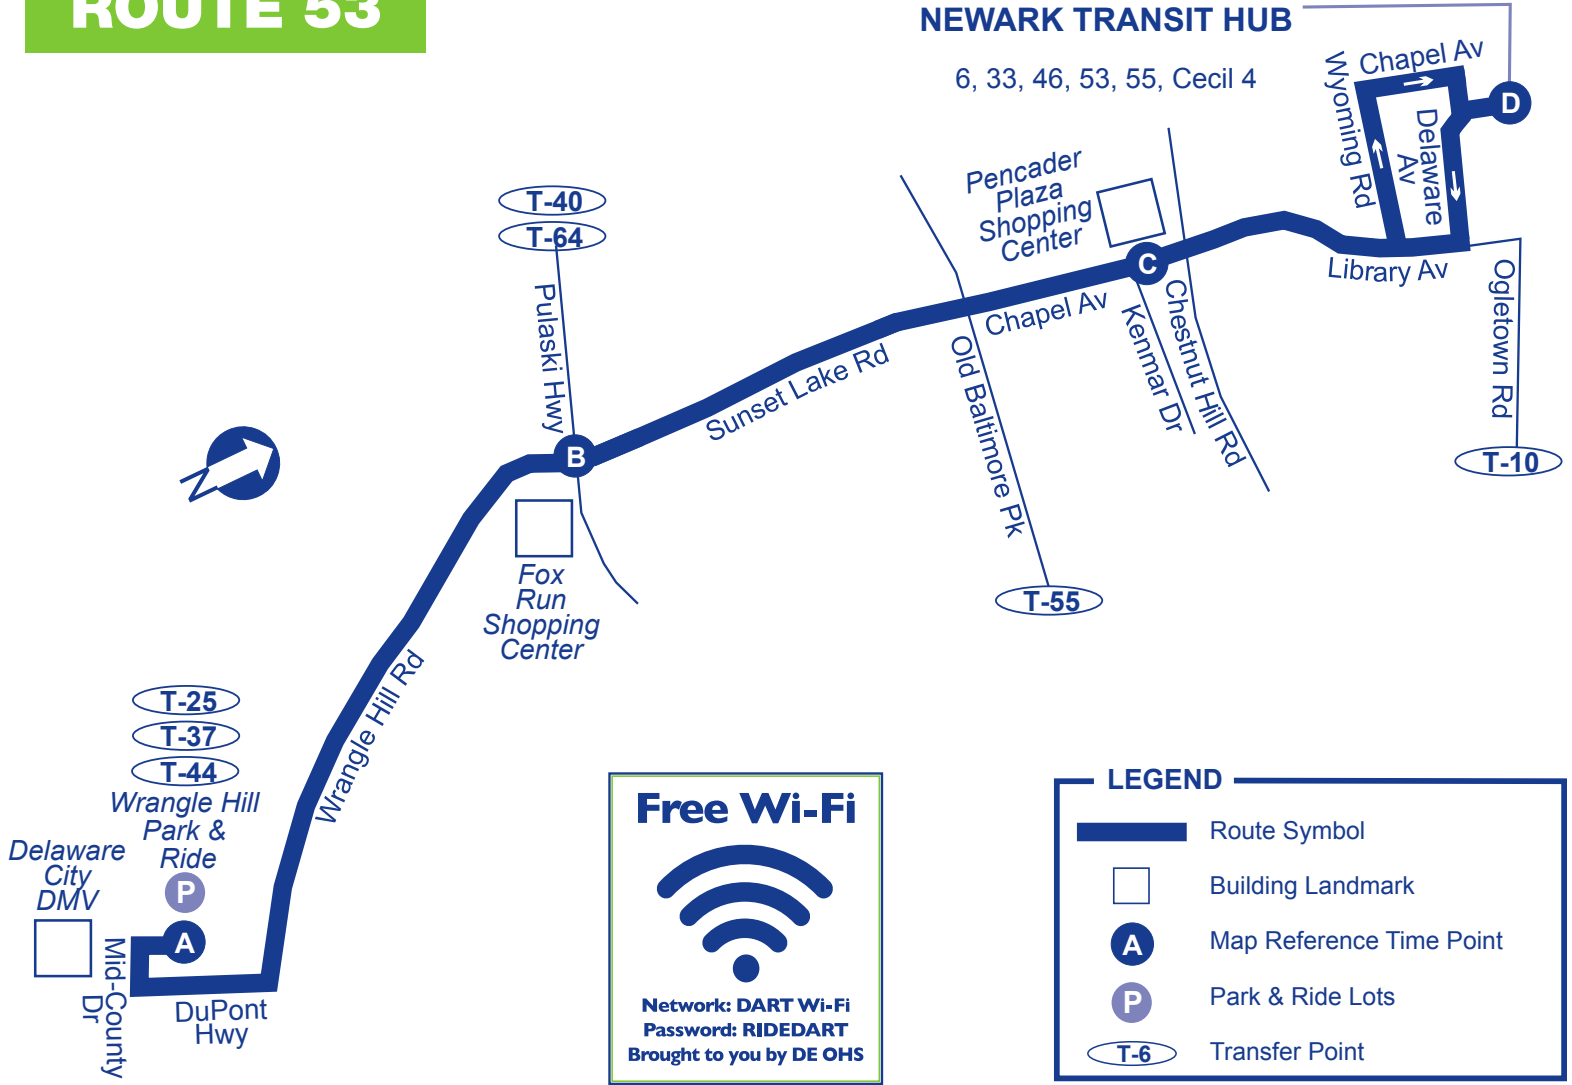 ROUTE 53
NEWARK TRANSIT HUB
6, 33, 46, 53, 55, Cecil 4
Chapel Av
Wyoming Rd
Delaware
Av
D
Library Av
Ogletown Rd
T-10
Pencader
Plaza
Shopping
Center
C
Chapel Av
Kenmar Dr
Chestnut Hill Rd
Old Baltimore Pk
T-55
T-40
T-64
Pulaski Hwy
Sunset Lake Rd
B
Fox
Run
Shopping
Center
N
Wrangle Hill Rd
T-25
T-37
T-44
Wrangle Hill
Park &
Ride
P
A
Delaware
City
DMV
Mid-County
Dr
DuPont
Hwy
Free Wi-Fi
Network: DART Wi-Fi
Password: RIDEDART
Brought to you by DE OHS
LEGEND
Route Symbol
Building Landmark
A Map Reference Time Point
P Park & Ride Lots
T-6 Transfer Point